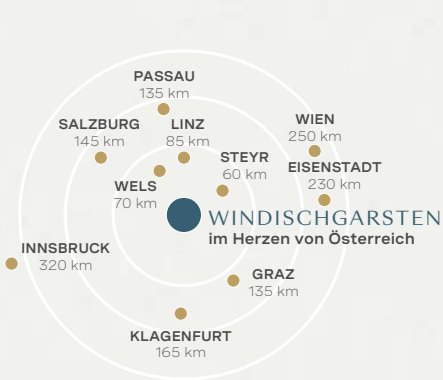 PASSAU
135 km
SALZBURG
145 km
LINZ
85 km
WIEN
250 km
STEYR
60 km
EISENSTADT
230 km
WELS
70 km
WINDISCHGARSTEN
im Herzen von Österreich
INNSBRUCK
320 km
GRAZ
135 km
KLAGENFURT
165 km